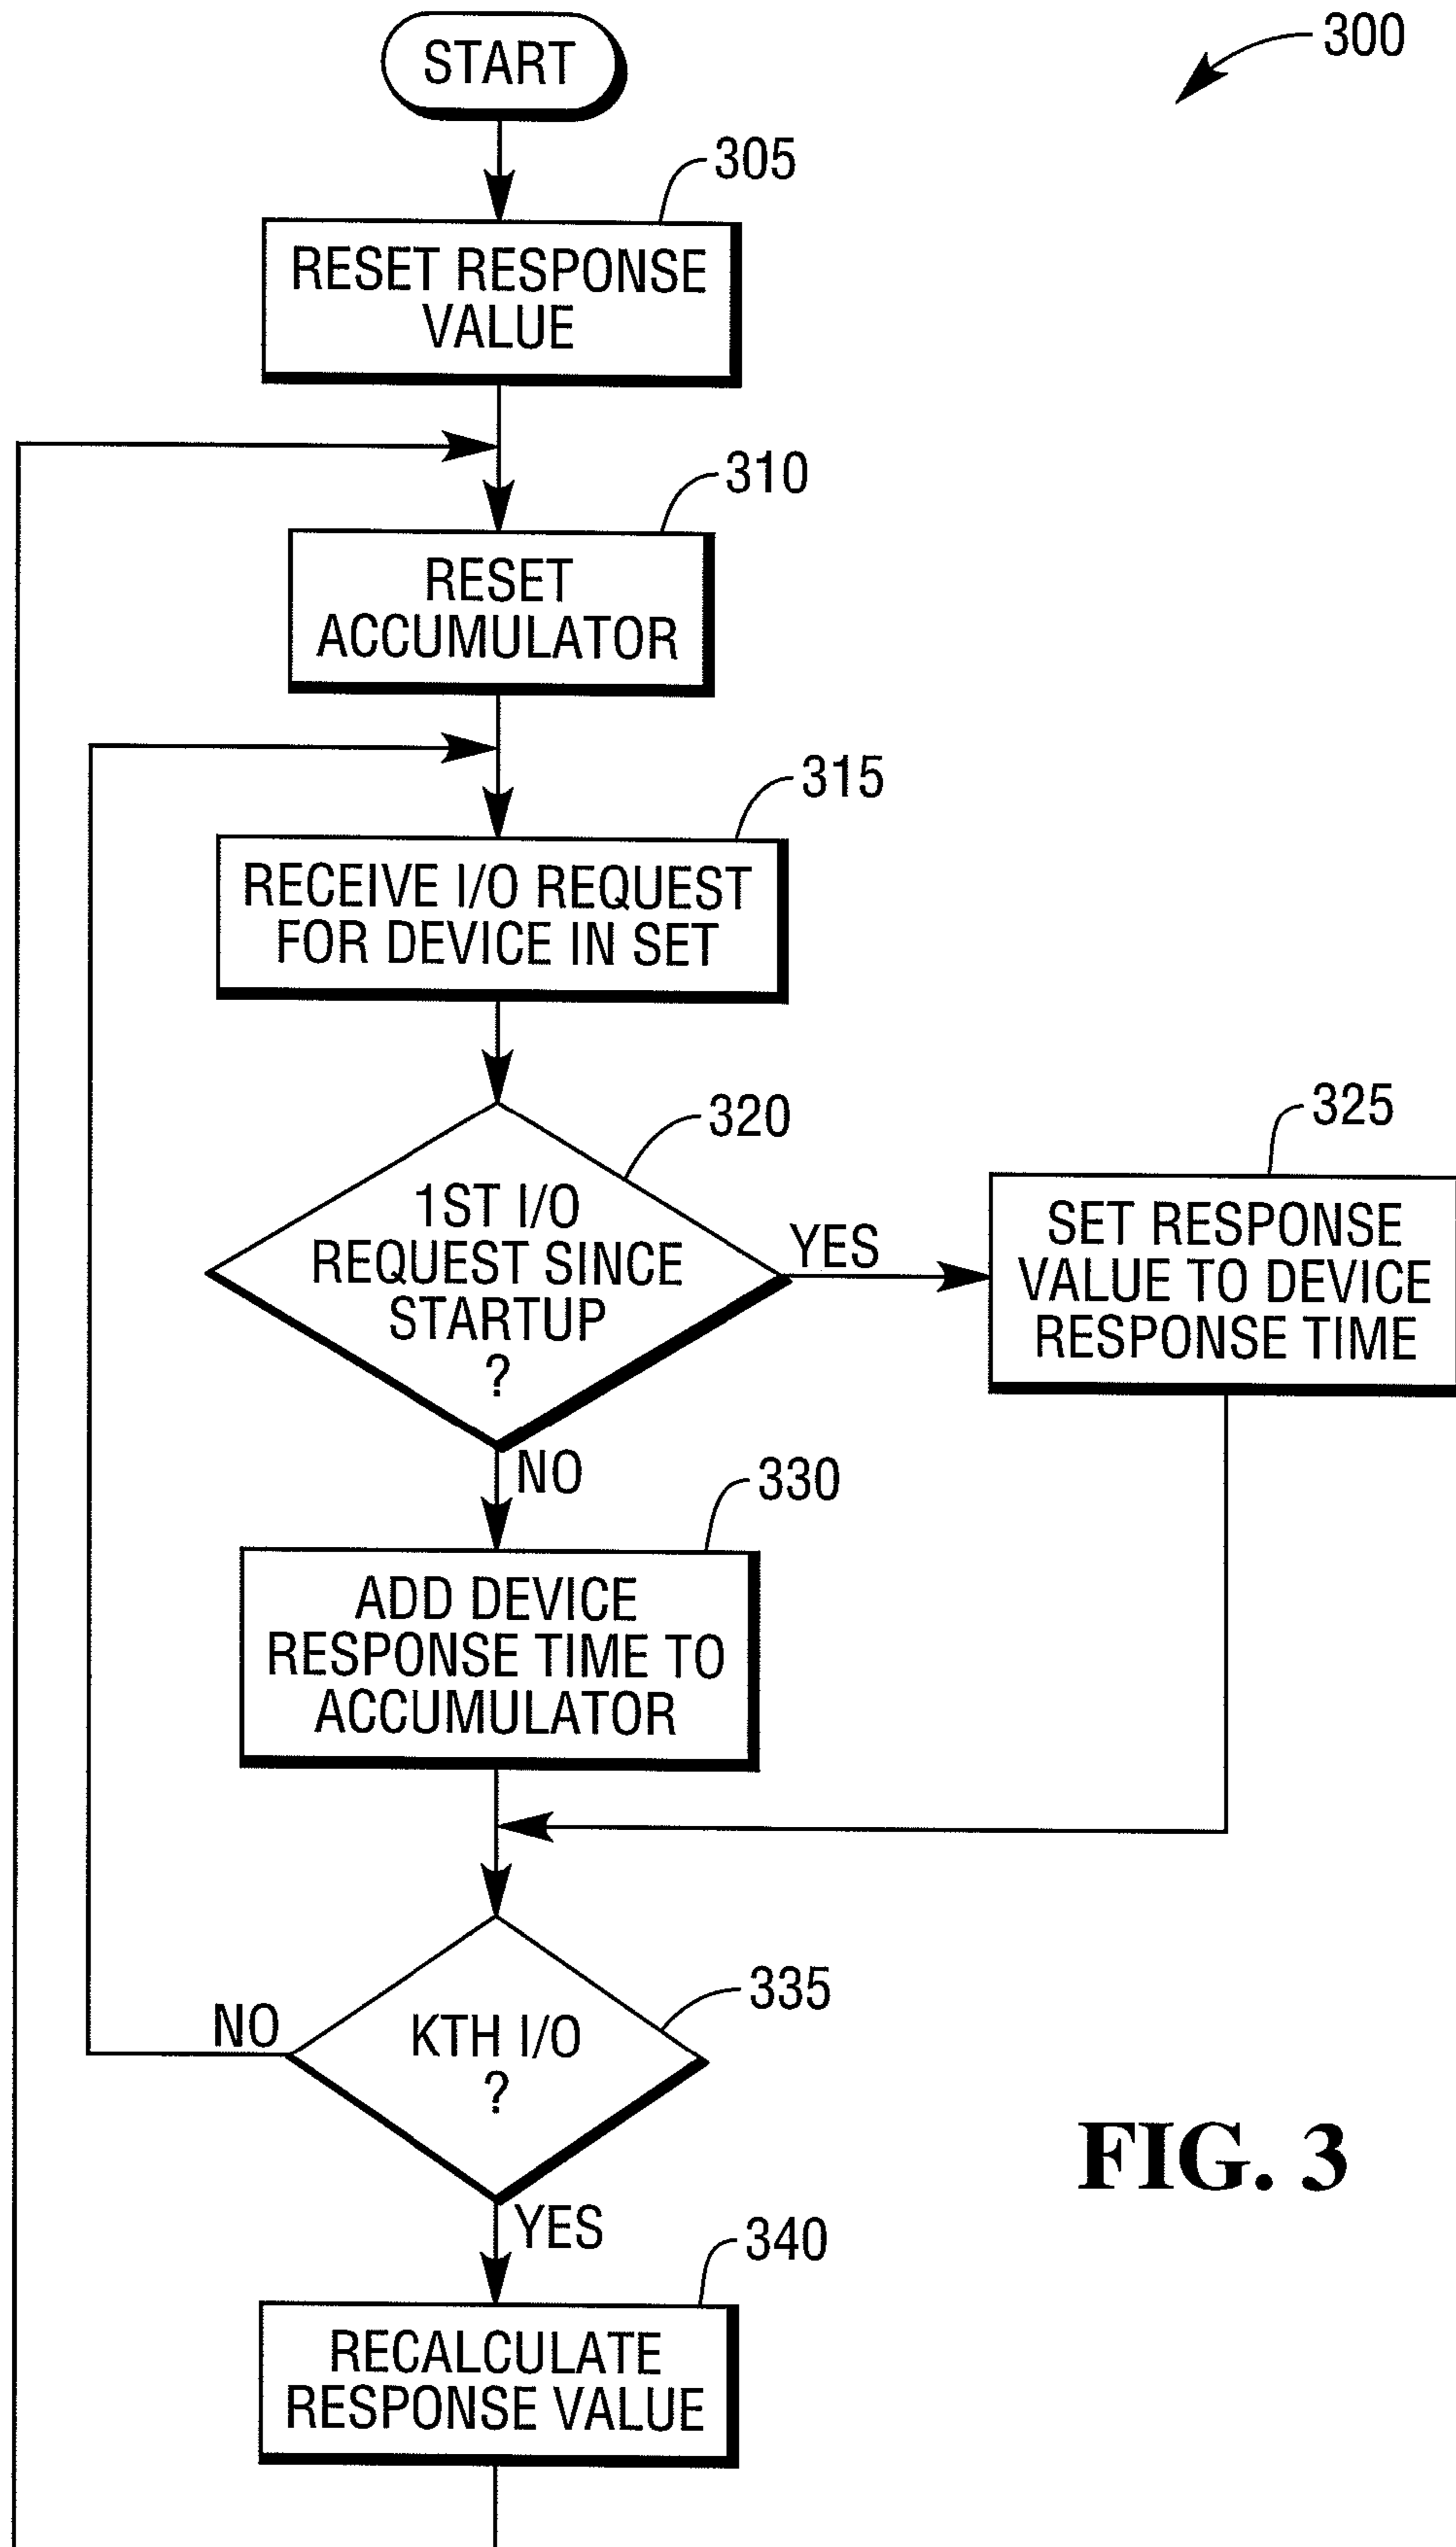 START
300
305
RESET RESPONSE
VALUE
310
RESET
ACCUMULATOR
315
RECEIVE I/O REQUEST
FOR DEVICE IN SET
320
1ST I/O
REQUEST SINCE
STARTUP
?
YES
325
SET RESPONSE
VALUE TO DEVICE
RESPONSE TIME
NO
330
ADD DEVICE
RESPONSE TIME TO
ACCUMULATOR
335
KTH I/O
?
NO
YES
340
RECALCULATE
RESPONSE VALUE
FIG. 3